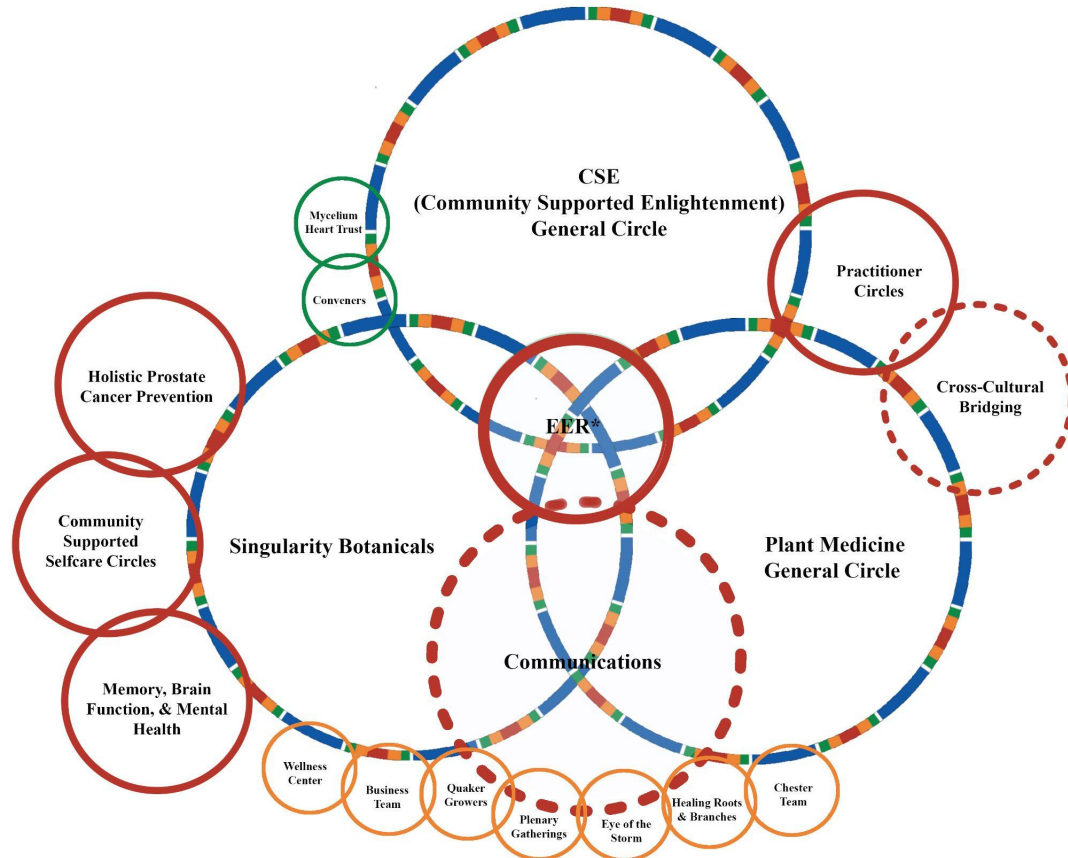 CSE
(Community Supported Enlightenment)
General Circle
Mycelium
Heart Trust
Conveners
Practitioner
Circles
Holistic Prostate
Cancer Prevention
Cross-Cultural
Bridging
EER*
Community
Supported
Selfcare Circles
Singularity Botanicals
Plant Medicine
General Circle
Communications
Memory, Brain
Function, & Mental
Health
Wellness
Center
Business
Team
Quaker
Growers
Plenary
Gatherings
Eye of the
Storm
Healing Roots
& Branches
Chester
Team